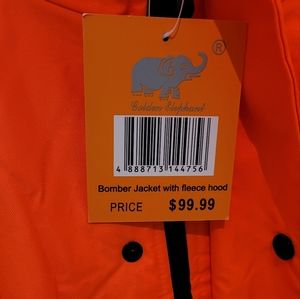 ®
Golden Elephant
4 888713 144756
Bomber Jacket with fleece hood
PRICE $99.99